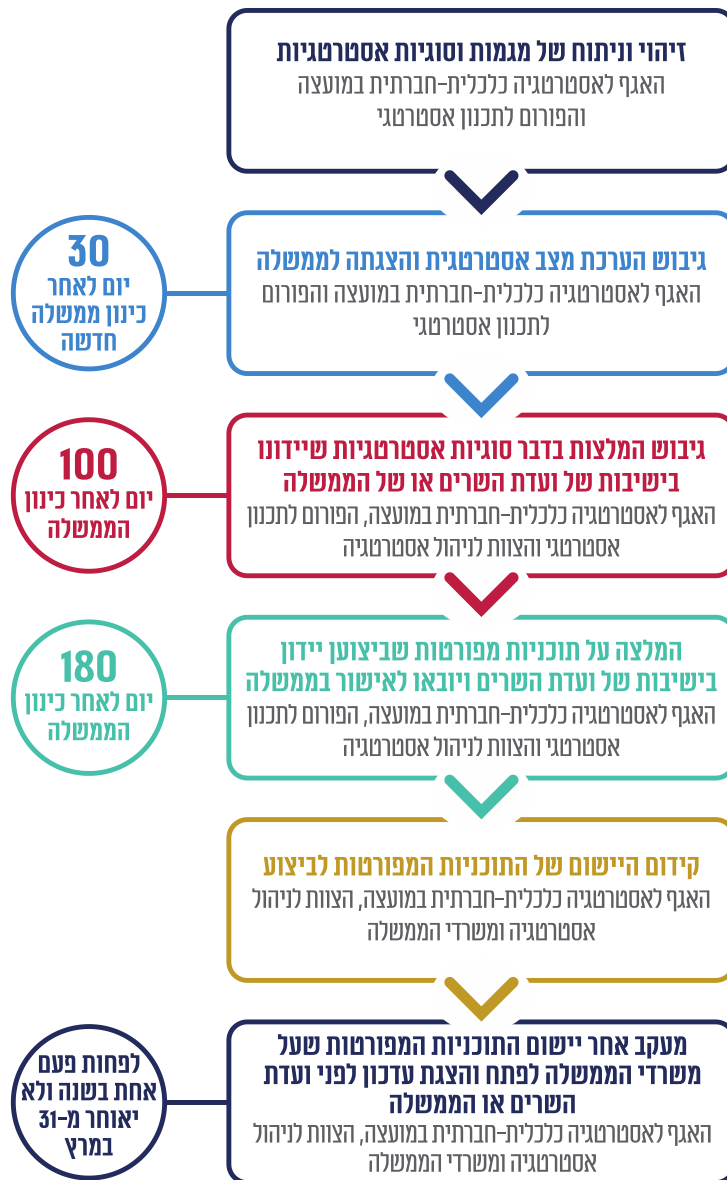 זיהוי וניתוח של מגמות וסוגיות אסטרטגיות
האגף לאסטרטגיה כלכלית-חברתית במועצה
והפורום לתכנון אסטרטגי
גיבוש הערכת מצב אסטרטגית והצגתה לממשלה
האגף לאסטרטגיה כלכלית-חברתית במועצה והפורום
לתכנון אסטרטגי
30
יום לאחר
כינון ממשלה
חדשה
גיבוש המלצות בדבר סוגיות אסטרטגיות שיידונו
בישיבות של ועדת השרים או של הממשלה
האגף לאסטרטגיה כלכלית-חברתית במועצה, הפורום לתכנון
אסטרטגי והצוות לניהול אסטרטגיה
100
יום לאחר כינון
הממשלה
המלצה על תוכניות מפורטות שביצוען יידון
בישיבות של ועדת השרים ויובאו לאישור בממשלה
האגף לאסטרטגיה כלכלית-חברתית במועצה, הפורום לתכנון
אסטרטגי והצוות לניהול אסטרטגיה
180
יום לאחר כינון
הממשלה
קידום היישום של התוכניות המפורטות לביצוע
האגף לאסטרטגיה כלכלית-חברתית במועצה, הצוות לניהול
אסטרטגיה ומשרדי הממשלה
מעקב אחר יישום התוכניות המפורטות שעל
משרדי הממשלה לפתח והצגת עדכון לפני ועדת
השרים או הממשלה
האגף לאסטרטגיה כלכלית-חברתית במועצה, הצוות לניהול
אסטרטגיה ומשרדי הממשלה
לפחות פעם
אחת בשנה ולא
יאוחר מ-31
במרץ